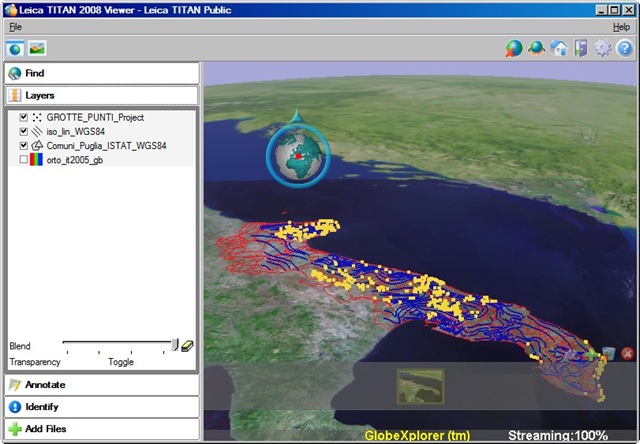 Leica TITAN 2008 Viewer - Leica TITAN Public
File Help
Find
Layers
GROTTE_PUNTI_Project
iso_lin_WGS84
Comuni_Puglia_ISTAT_WGS84
orto_it2005_gb
Blend
Transparency Toggle
Annotate
Identify
Add Files
GlobeXplorer (tm) Streaming:100%